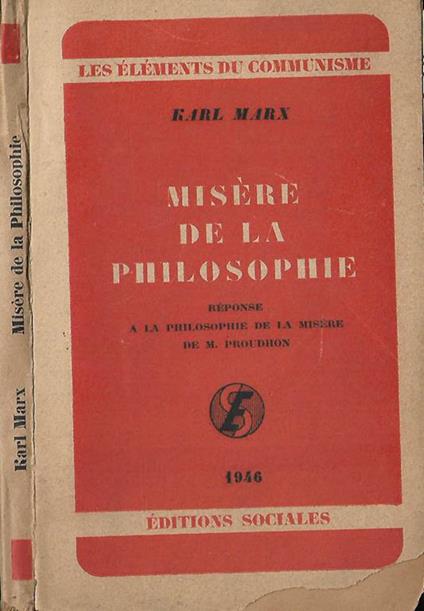 Karl Marx Misère de la Philosophie
LES ÉLÉMENTS DU COMMUNISME
KARL MARX
MISÈRE
DE LA
PHILOSOPHIE
RÉPONSE
A LA PHILOSOPHIE DE LA MISÈRE
DE M. PROUDHON
ES
1946
ÉDITIONS SOCIALES